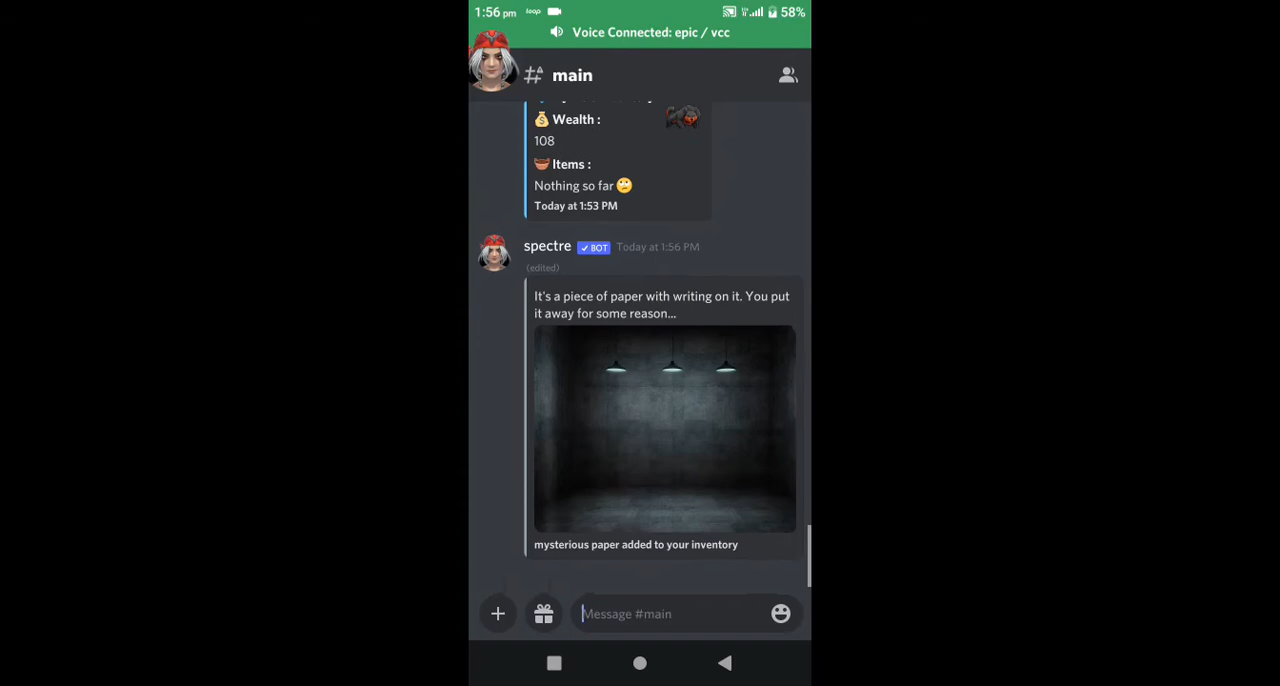 1:56 pm loop 58%
Voice Connected: epic / vcc
main
Wealth :
108
Items :
Nothing so far
Today at 1:53 PM
spectre BOT Today at 1:56 PM
(edited)
It's a piece of paper with writing on it. You put
it away for some reason...
mysterious paper added to your inventory
Message #main